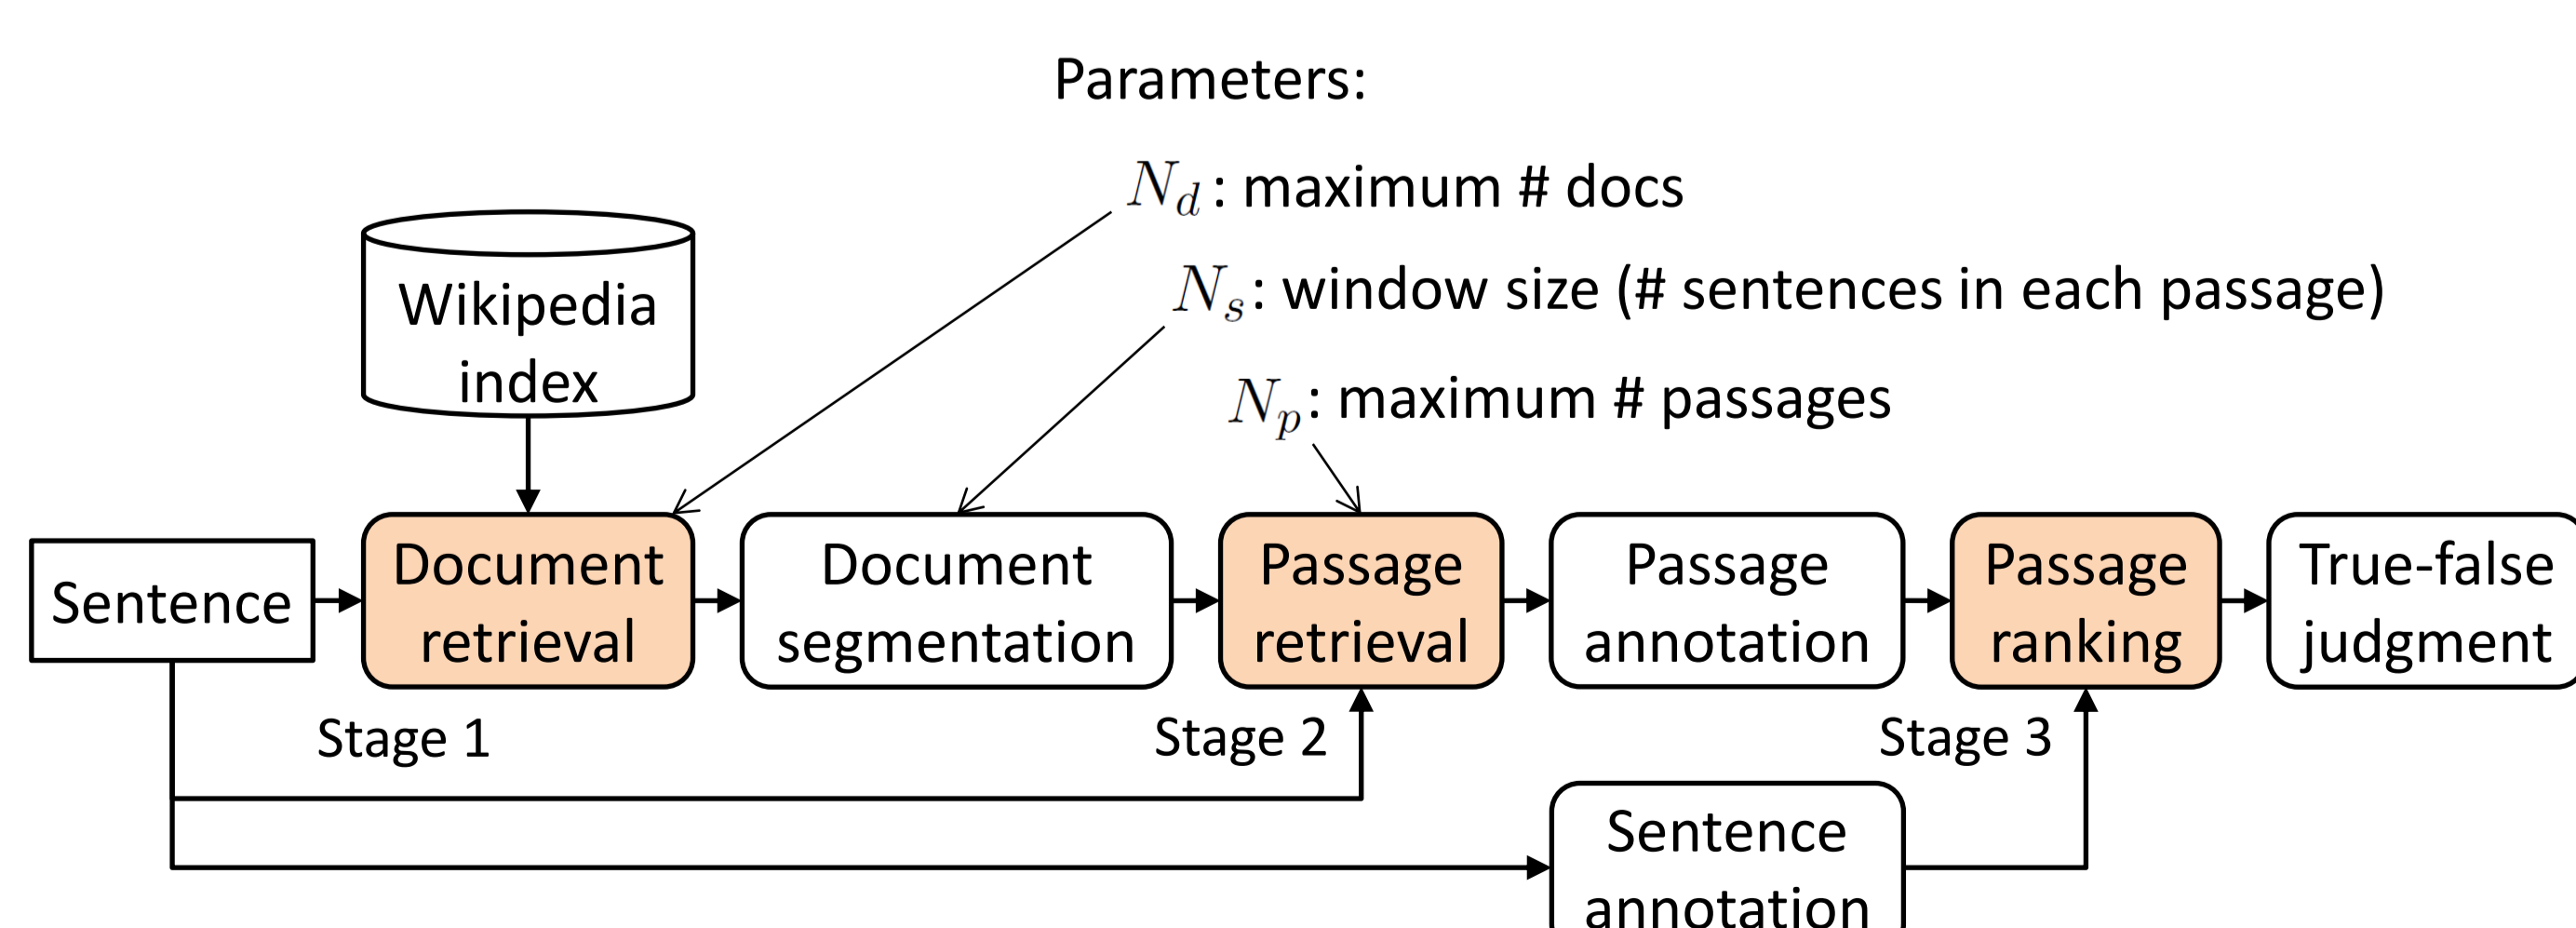 Parameters:
N_d : maximum # docs
N_s : window size (# sentences in each passage)
N_p : maximum # passages
Wikipedia
index
Sentence
Document
retrieval
Document
segmentation
Passage
retrieval
Passage
annotation
Passage
ranking
True-false
judgment
Stage 1
Stage 2
Stage 3
Sentence
annotation